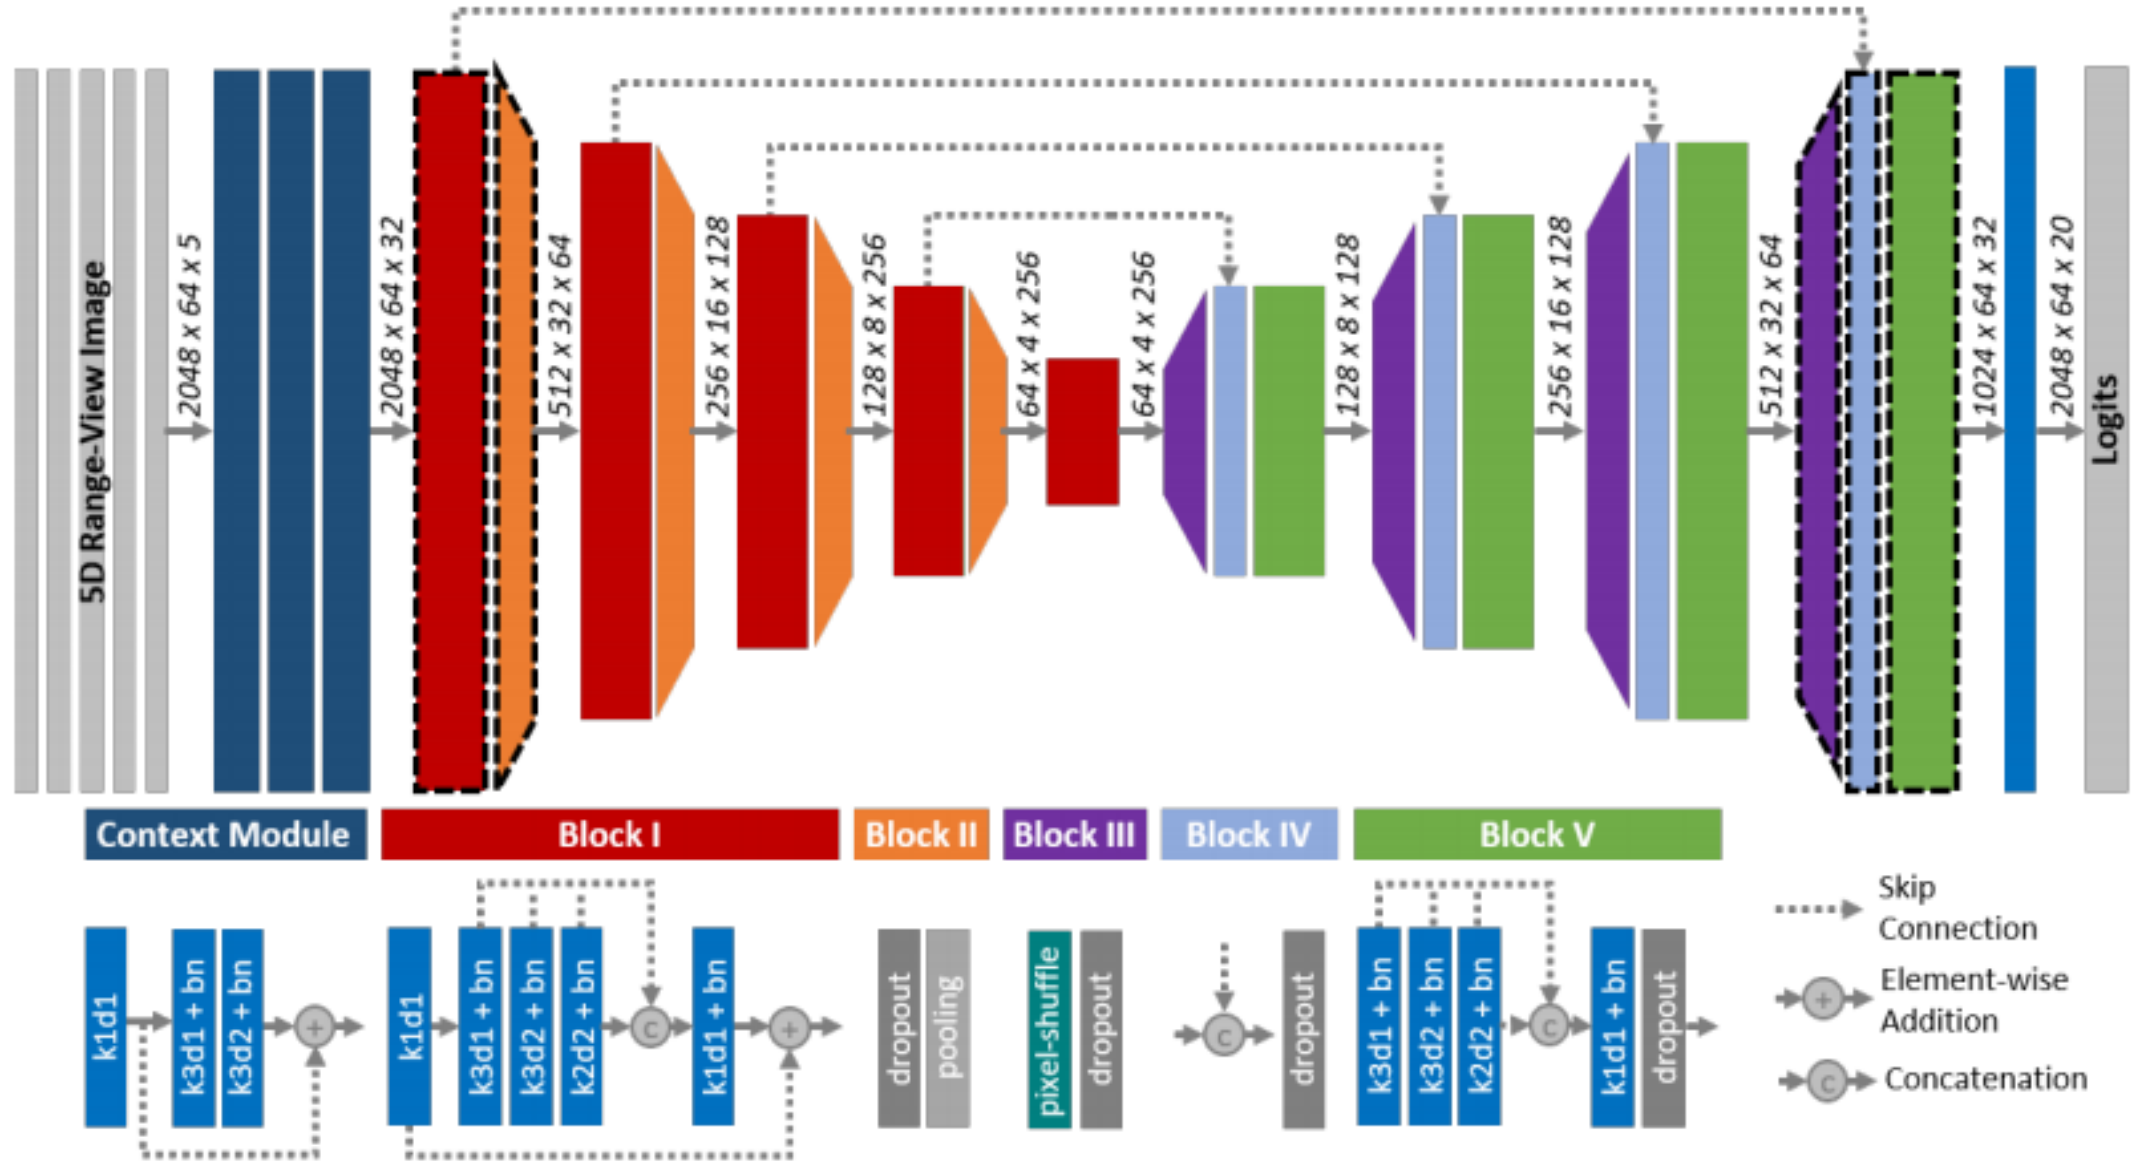 5D Range-View Image
2048 x 64 x 5
2048 x 64 x 32
512 x 32 x 64
256 x 16 x 128
128 x 8 x 256
64 x 4 x 256
64 x 4 x 256
128 x 8 x 128
256 x 16 x 128
512 x 32 x 64
1024 x 64 x 32
2048 x 64 x 20
Logits
Context Module
Block I
Block II
Block III
Block IV
Block V
k1d1
k3d1 + bn
k3d2 + bn
+
k1d1
k3d1 + bn
k3d2 + bn
k2d2 + bn
c
k1d1 + bn
+
dropout
pooling
pixel-shuffle
dropout
c
dropout
k3d1 + bn
k3d2 + bn
k2d2 + bn
c
k1d1 + bn
dropout
Skip
Connection
+
Element-wise
Addition
c
Concatenation